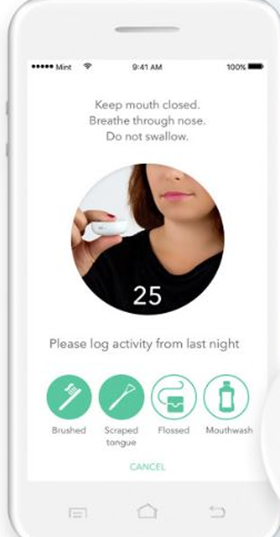 Mint 9:41 AM 100%
Keep mouth closed.
Breathe through nose.
Do not swallow.
25
Please log activity from last night
Brushed Scraped tongue Flossed Mouthwash
CANCEL